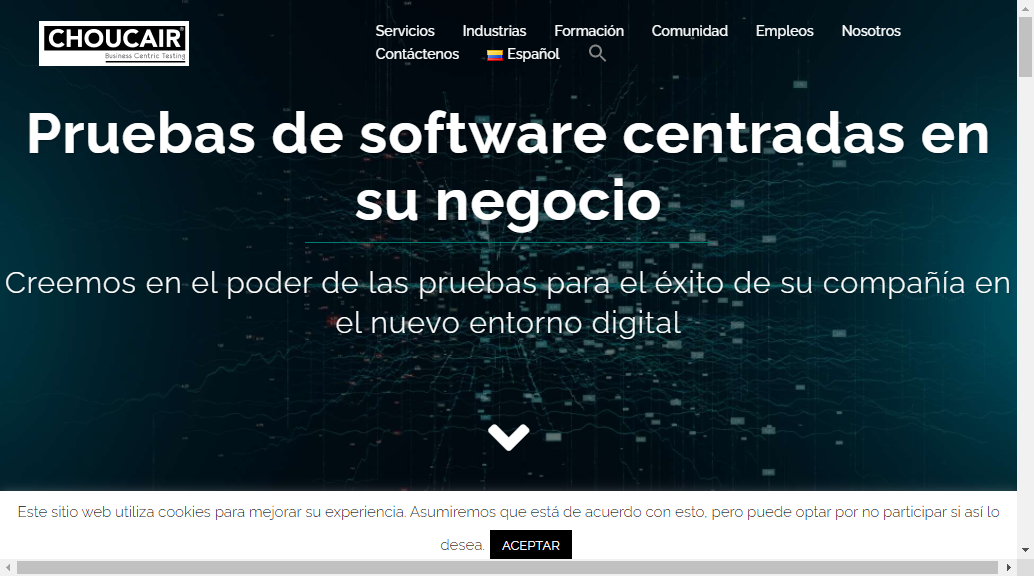 CHOUCAIR
Business Centric Testing
Servicios Industrias Formación Comunidad Empleos Nosotros
Contáctenos Español
Pruebas de software centradas en
su negocio
Creemos en el poder de las pruebas para el éxito de su compañía en
el nuevo entorno digital
Este sitio web utiliza cookies para mejorar su experiencia. Asumiremos que está de acuerdo con esto, pero puede optar por no participar si así lo
desea. ACEPTAR